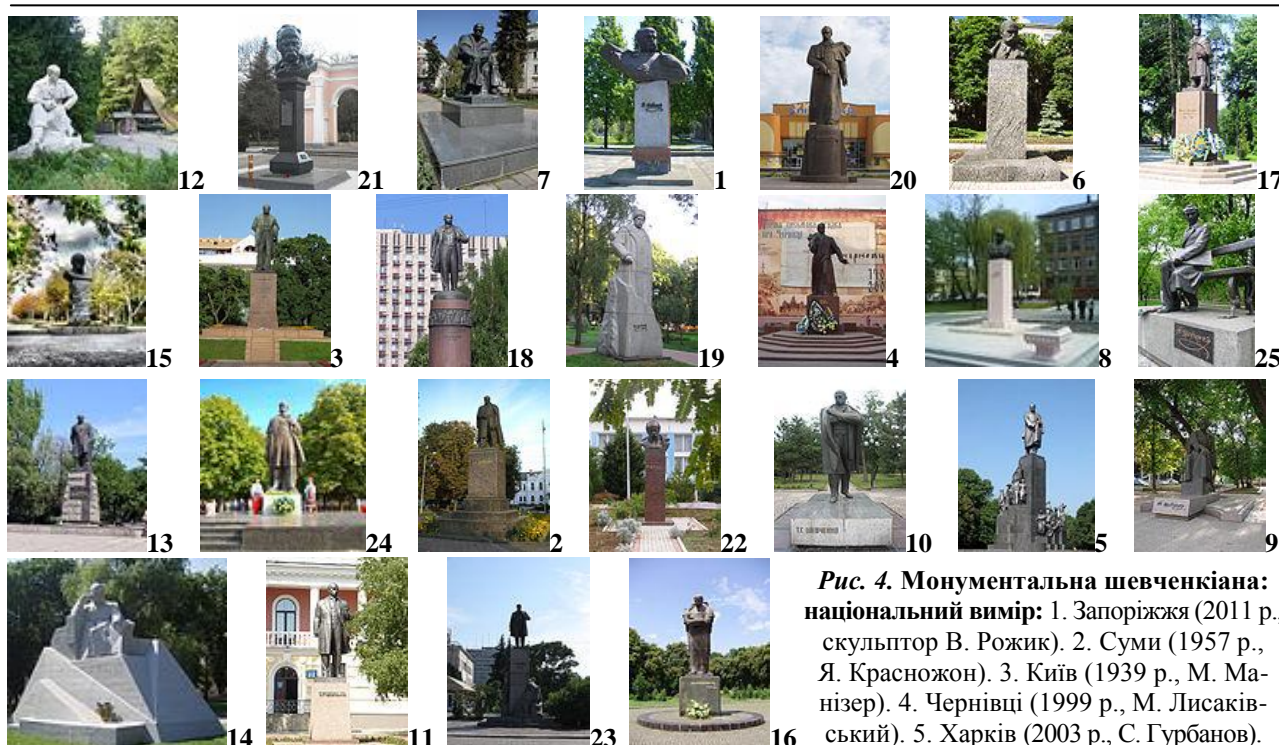 12 21 7 1 20 6 17
15 3 18 19 4 8 25
13 24 2 22 10 5 9
14 11 23 16
Рис. 4. Монументальна шевченкіана:
національний вимір: 1. Запоріжжя (2011 р.,
скульптор В. Рожик). 2. Суми (1957 р.,
Я. Красножон). 3. Київ (1939 р., М. Ма-
нізер). 4. Чернівці (1999 р., М. Лисаків-
ський). 5. Харків (2003 р., С. Гурбанов).